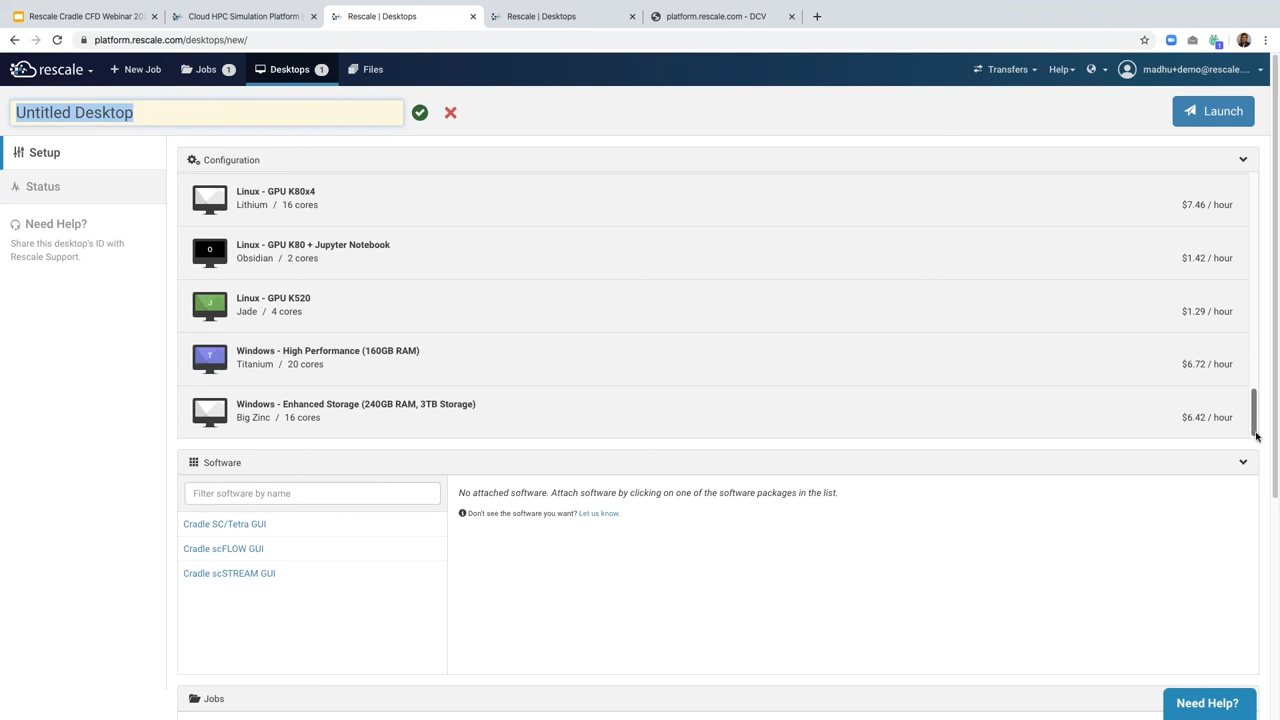 Rescale Cradle CFD Webinar 202
Cloud HPC Simulation Platform |
Rescale | Desktops
Rescale | Desktops
platform.rescale.com - DCV
platform.rescale.com/desktops/new/
rescale
New Job
Jobs 1
Desktops 1
Files
Transfers
Help
madhu+demo@rescale....
Untitled Desktop
Launch
Setup
Status
Need Help?
Share this desktop's ID with
Rescale Support.
Configuration
Linux - GPU K80x4
Lithium / 16 cores
$7.46 / hour
Linux - GPU K80 + Jupyter Notebook
Obsidian / 2 cores
$1.42 / hour
Linux - GPU K520
Jade / 4 cores
$1.29 / hour
Windows - High Performance (160GB RAM)
Titanium / 20 cores
$6.72 / hour
Windows - Enhanced Storage (240GB RAM, 3TB Storage)
Big Zinc / 16 cores
$6.42 / hour
Software
Filter software by name
No attached software. Attach software by clicking on one of the software packages in the list.
Don't see the software you want? Let us know.
Cradle SC/Tetra GUI
Cradle scFLOW GUI
Cradle scSTREAM GUI
Jobs
Need Help?